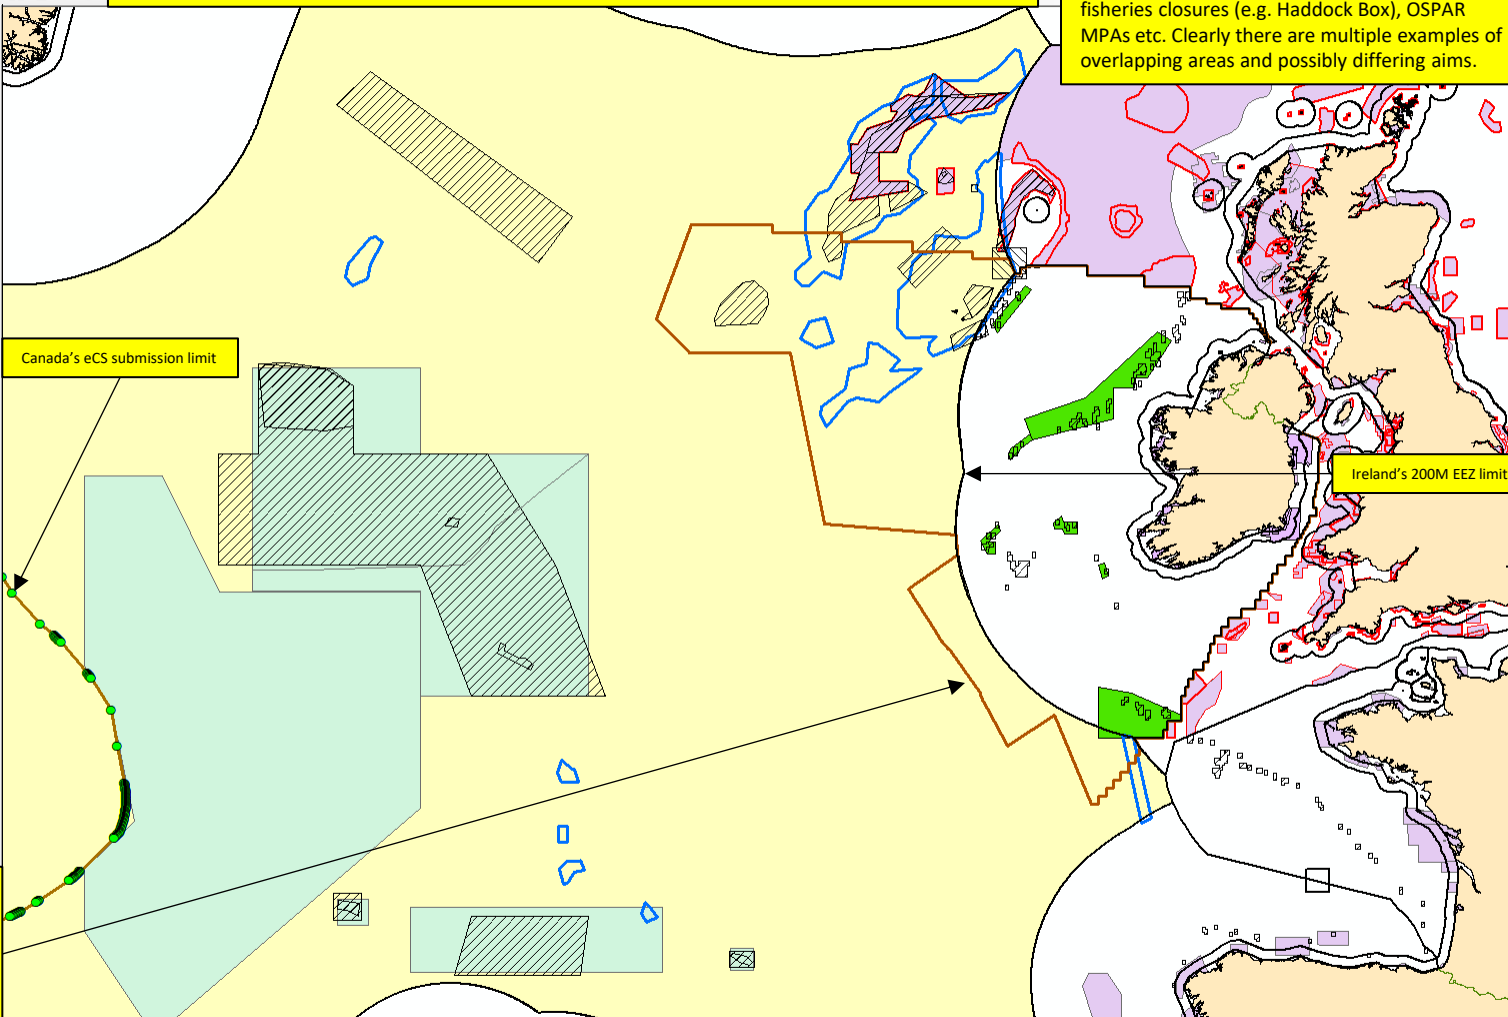 fisheries closures (e.g. Haddock Box), OSPAR
MPAs etc. Clearly there are multiple examples of
overlapping areas and possibly differing aims.
Canada's eCS submission limit
Ireland's 200M EEZ limit